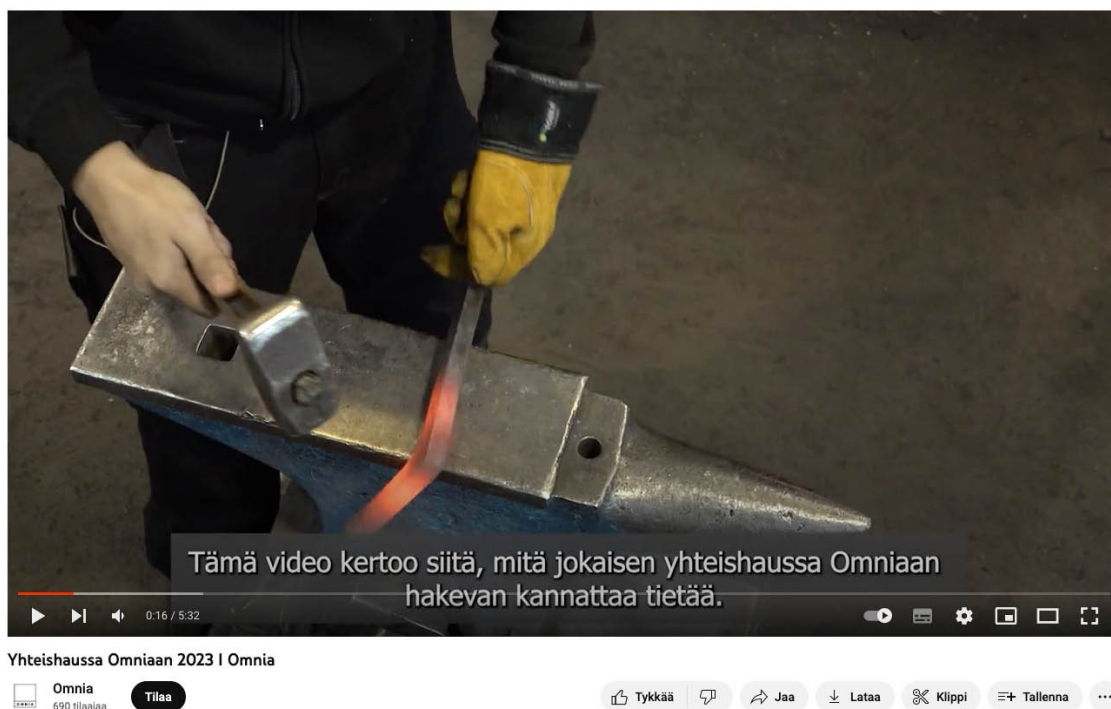 Tämä video kertoo siitä, mitä jokaisen yhteishaussa Omniaan
hakevan kannattaa tietää.
0:16 / 5:32
Yhteishaussa Omniaan 2023 I Omnia
OMNIA
Omnia
690 tilaajaa
Tilaa
Tykkää
Jaa
Lataa
Klippi
Tallenna